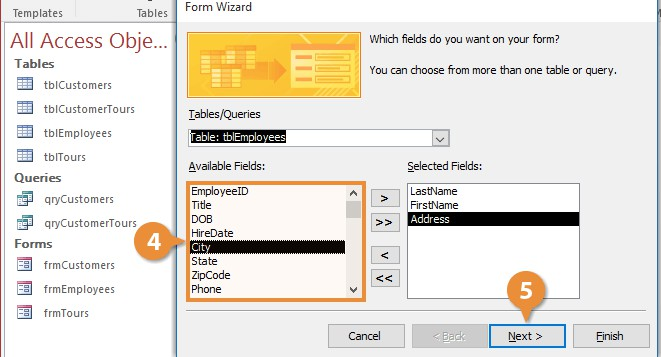 Templates
Tables
All Access Obje...
Tables
tblCustomers
tblCustomerTours
tblEmployees
tblTours
Queries
qryCustomers
qryCustomerTours
Forms
frmCustomers
frmEmployees
frmTours
Form Wizard
Which fields do you want on your form?
You can choose from more than one table or query.
Tables/Queries
Table: tblEmployees
Available Fields:
EmployeeID
Title
DOB
HireDate
City
State
ZipCode
Phone
4
>
>>
<
<<
Selected Fields:
LastName
FirstName
Address
5
Cancel
< Back
Next >
Finish